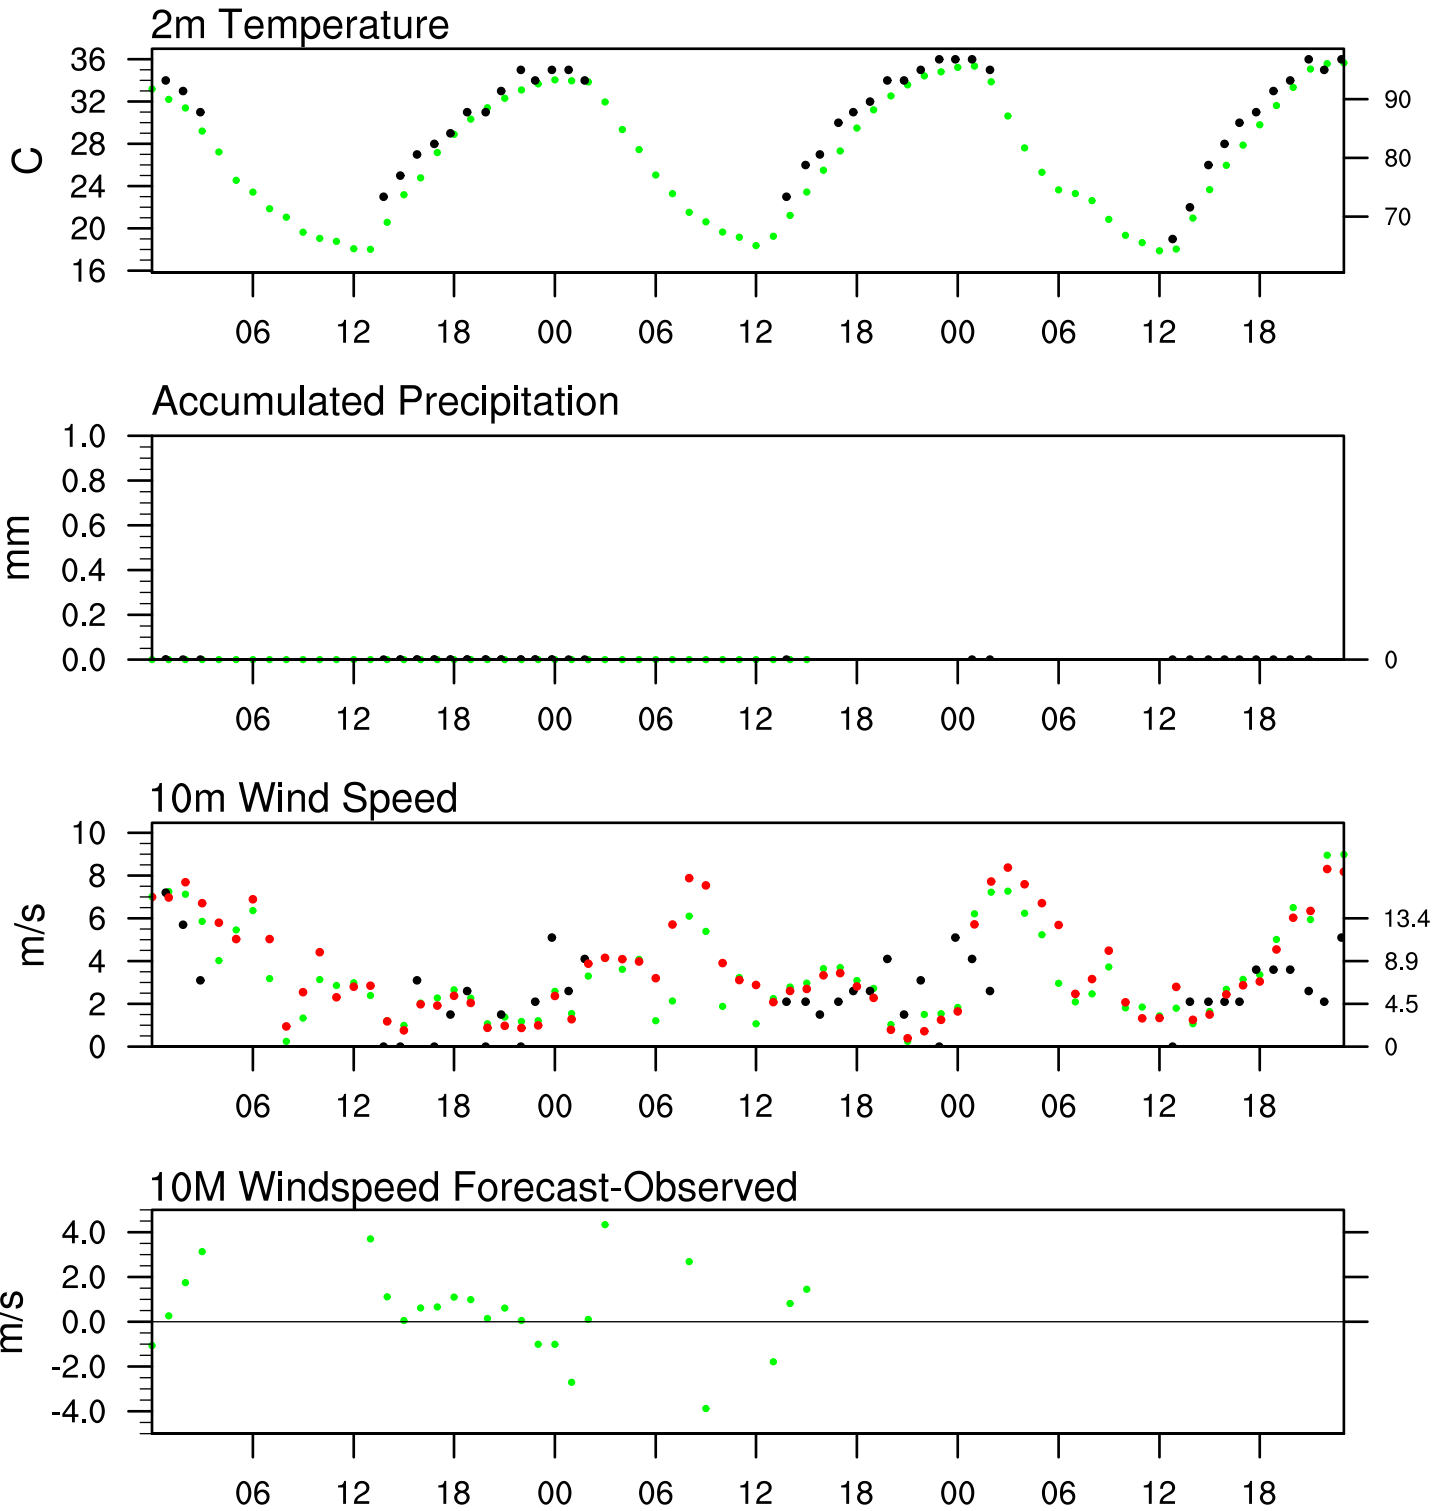 2m Temperature
36
32
28
24
20
16
C
90
80
70
06 12 18 00 06 12 18 00 06 12 18
Accumulated Precipitation
1.0
0.8
0.6
0.4
0.2
0.0
mm
0
06 12 18 00 06 12 18 00 06 12 18
10m Wind Speed
10
8
6
4
2
0
m/s
13.4
8.9
4.5
0
06 12 18 00 06 12 18 00 06 12 18
10M Windspeed Forecast-Observed
4.0
2.0
0.0
-2.0
-4.0
m/s
06 12 18 00 06 12 18 00 06 12 18